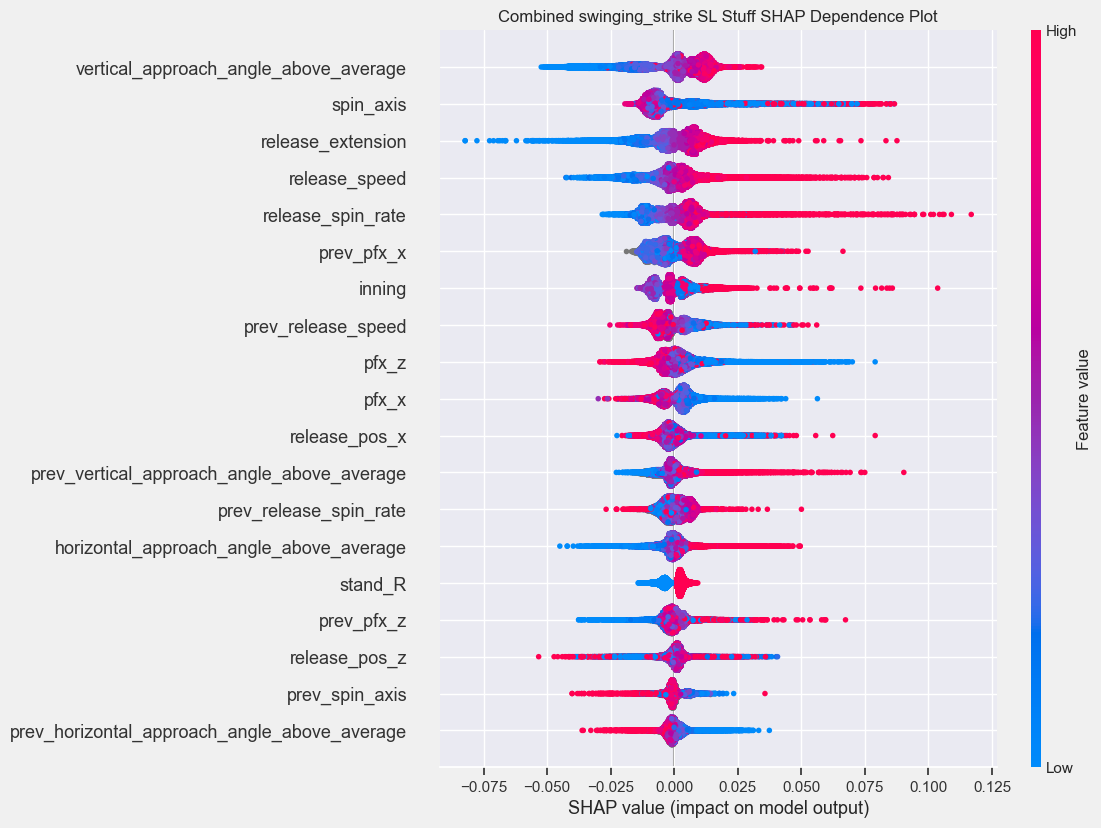 Combined swinging_strike SL Stuff SHAP Dependence Plot
High
vertical_approach_angle_above_average
spin_axis
release_extension
release_speed
release_spin_rate
prev_pfx_x
inning
prev_release_speed
pfx_z
pfx_x
release_pos_x
prev_vertical_approach_angle_above_average
prev_release_spin_rate
horizontal_approach_angle_above_average
stand_R
prev_pfx_z
release_pos_z
prev_spin_axis
prev_horizontal_approach_angle_above_average
Feature value
Low
−0.075 −0.050 −0.025 0.000 0.025 0.050 0.075 0.100 0.125
SHAP value (impact on model output)